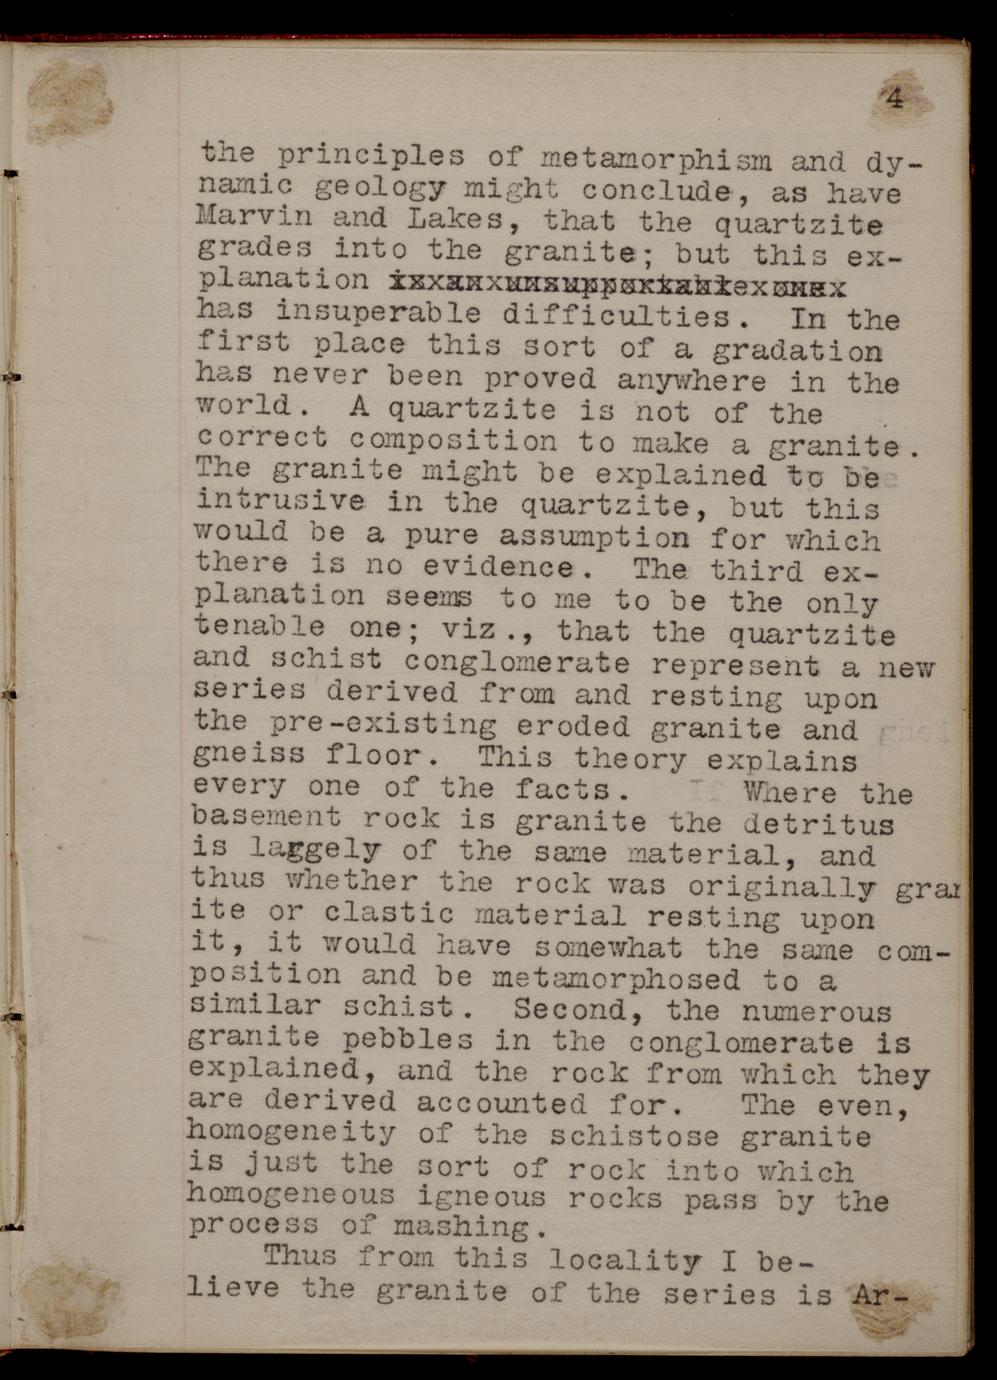 4
the principles of metamorphism and dy-
namic geology might conclude, as have
Marvin and Lakes, that the quartzite
grades into the granite; but this ex-
planation
has insuperable difficulties. In the
first place this sort of a gradation
has never been proved anywhere in the
world. A quartzite is not of the
correct composition to make a granite.
The granite might be explained to be
intrusive in the quartzite, but this
would be a pure assumption for which
there is no evidence. The third ex-
planation seems to me to be the only
tenable one; viz., that the quartzite
and schist conglomerate represent a new
series derived from and resting upon
the pre-existing eroded granite and
gneiss floor. This theory explains
every one of the facts. If Where the
basement rock is granite the detritus
is laggely of the same material, and
thus whether the rock was originally gran
ite or clastic material resting upon
it, it would have somewhat the same com-
position and be metamorphosed to a
similar schist. Second, the numerous
granite pebbles in the conglomerate is
explained, and the rock from which they
are derived accounted for. The even,
homogeneity of the schistose granite
is just the sort of rock into which
homogeneous igneous rocks pass by the
process of mashing.
Thus from this locality I be-
lieve the granite of the series is Ar-